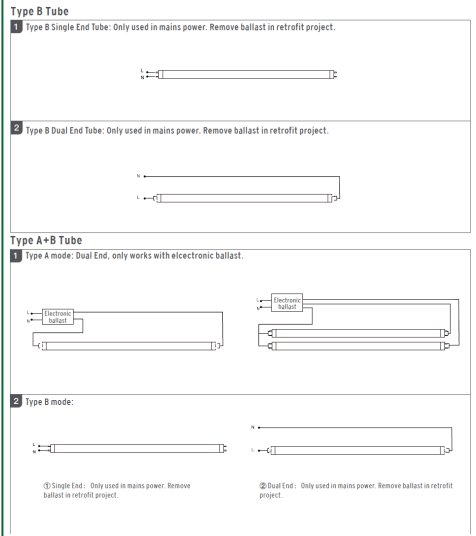 Type B Tube
1 Type B Single End Tube: Only used in mains power. Remove ballast in retrofit project.
L
N
2 Type B Dual End Tube: Only used in mains power. Remove ballast in retrofit project.
N
L
Type A+B Tube
1 Type A mode: Dual End, only works with elcectronic ballast.
L
N
Electronic
ballast
L
N
Electronic
ballast
2 Type B mode:
L
N
N
L
① Single End : Only used in mains power. Remove
ballast in retrofit project.
② Dual End : Only used in mains power. Remove ballast in retrofit
project.